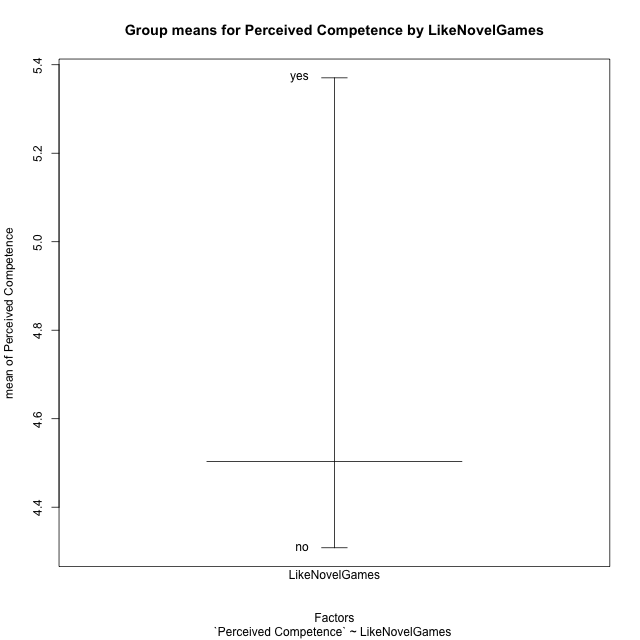 Group means for Perceived Competence by LikeNovelGames
mean of Perceived Competence
5.4
5.2
5.0
4.8
4.6
4.4
yes
no
LikeNovelGames
Factors
`Perceived Competence` ~ LikeNovelGames